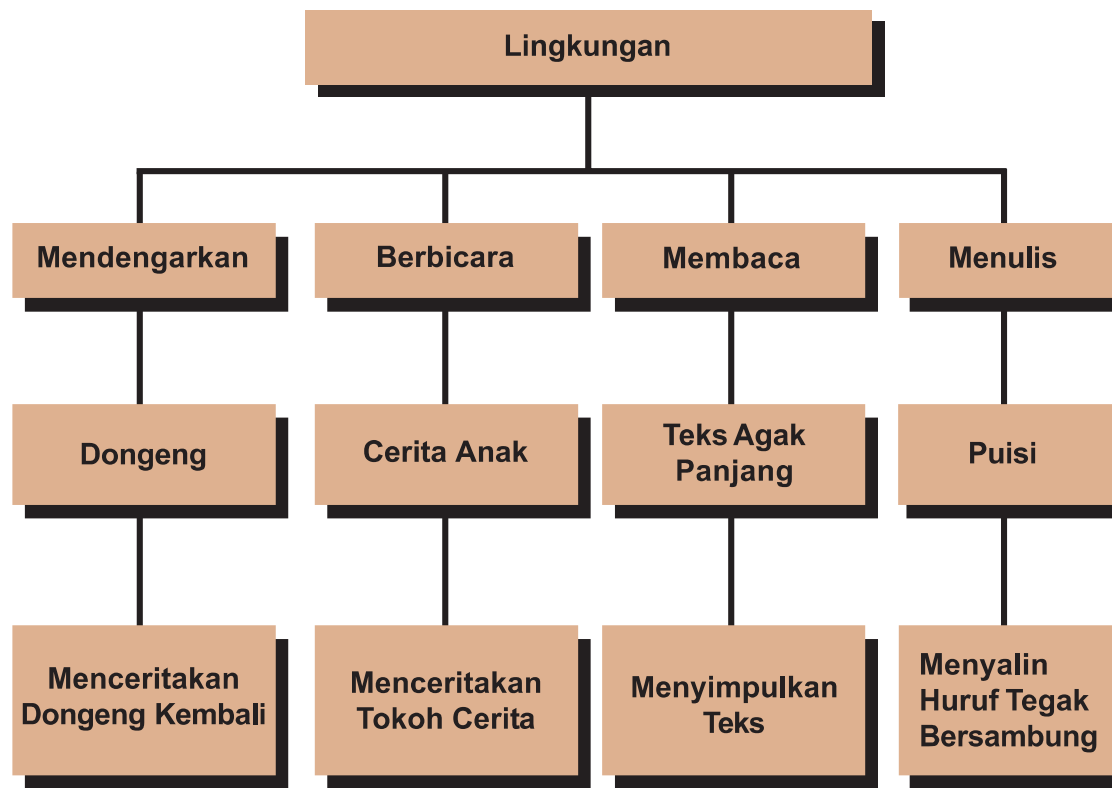 Lingkungan
Mendengarkan
Berbicara
Membaca
Menulis
Dongeng
Cerita Anak
Teks Agak
Panjang
Puisi
Menceritakan
Dongeng Kembali
Menceritakan
Tokoh Cerita
Menyimpulkan
Teks
Menyalin
Huruf Tegak
Bersambung